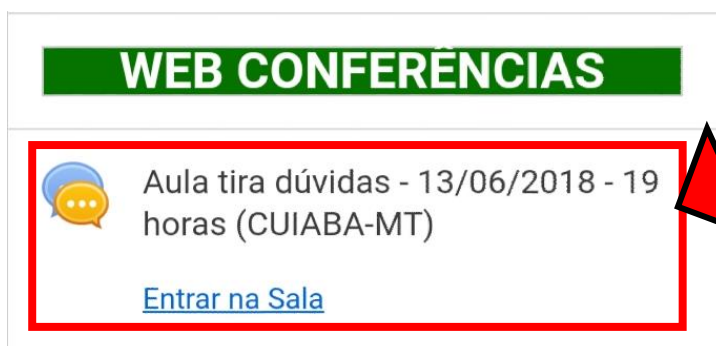 WEB CONFERÊNCIAS
Aula tira dúvidas - 13/06/2018 - 19
horas (CUIABA-MT)
Entrar na Sala